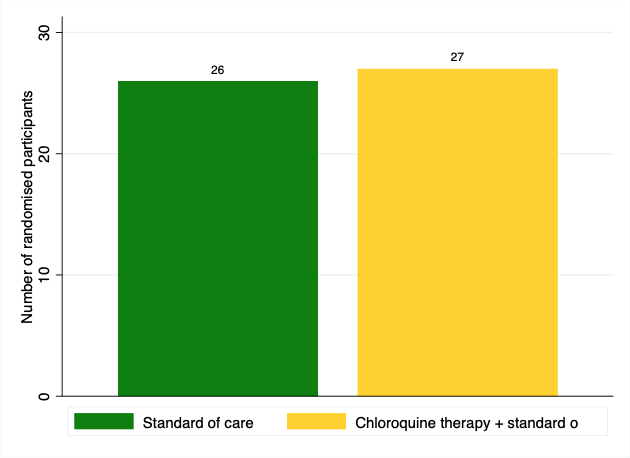 Number of randomised participants
30
20
10
0
26
27
Standard of care
Chloroquine therapy + standard o